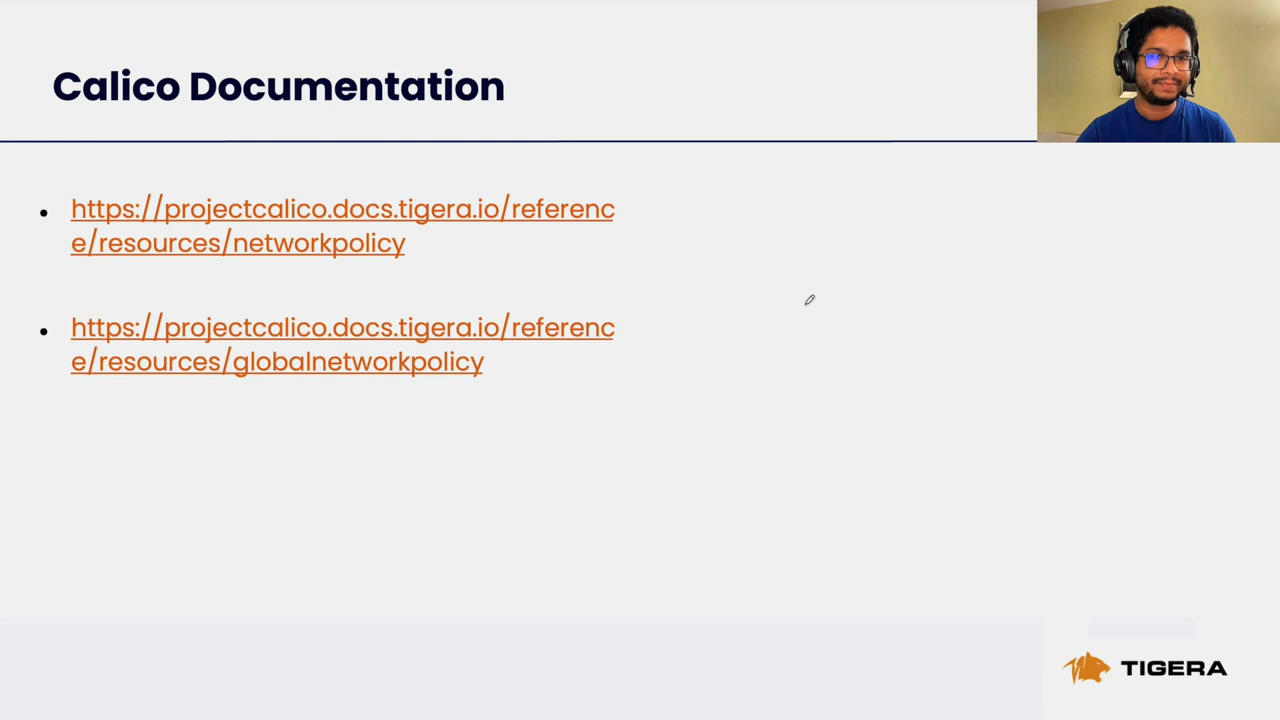 Calico Documentation
https://projectcalico.docs.tigera.io/referenc
e/resources/networkpolicy
https://projectcalico.docs.tigera.io/referenc
e/resources/globalnetworkpolicy
TIGERA